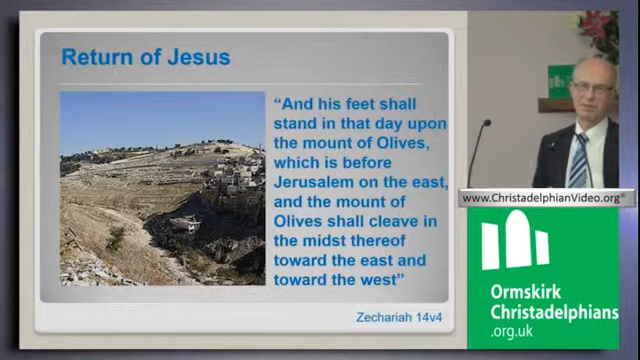 Return of Jesus
“And his feet shall
stand in that day upon
the mount of Olives,
which is before
Jerusalem on the east,
and the mount of
Olives shall cleave in
the midst thereof
toward the east and
toward the west”
Zechariah 14v4
www.ChristadelphianVideo.org®
Ormskirk
Christadelphians
.org.uk